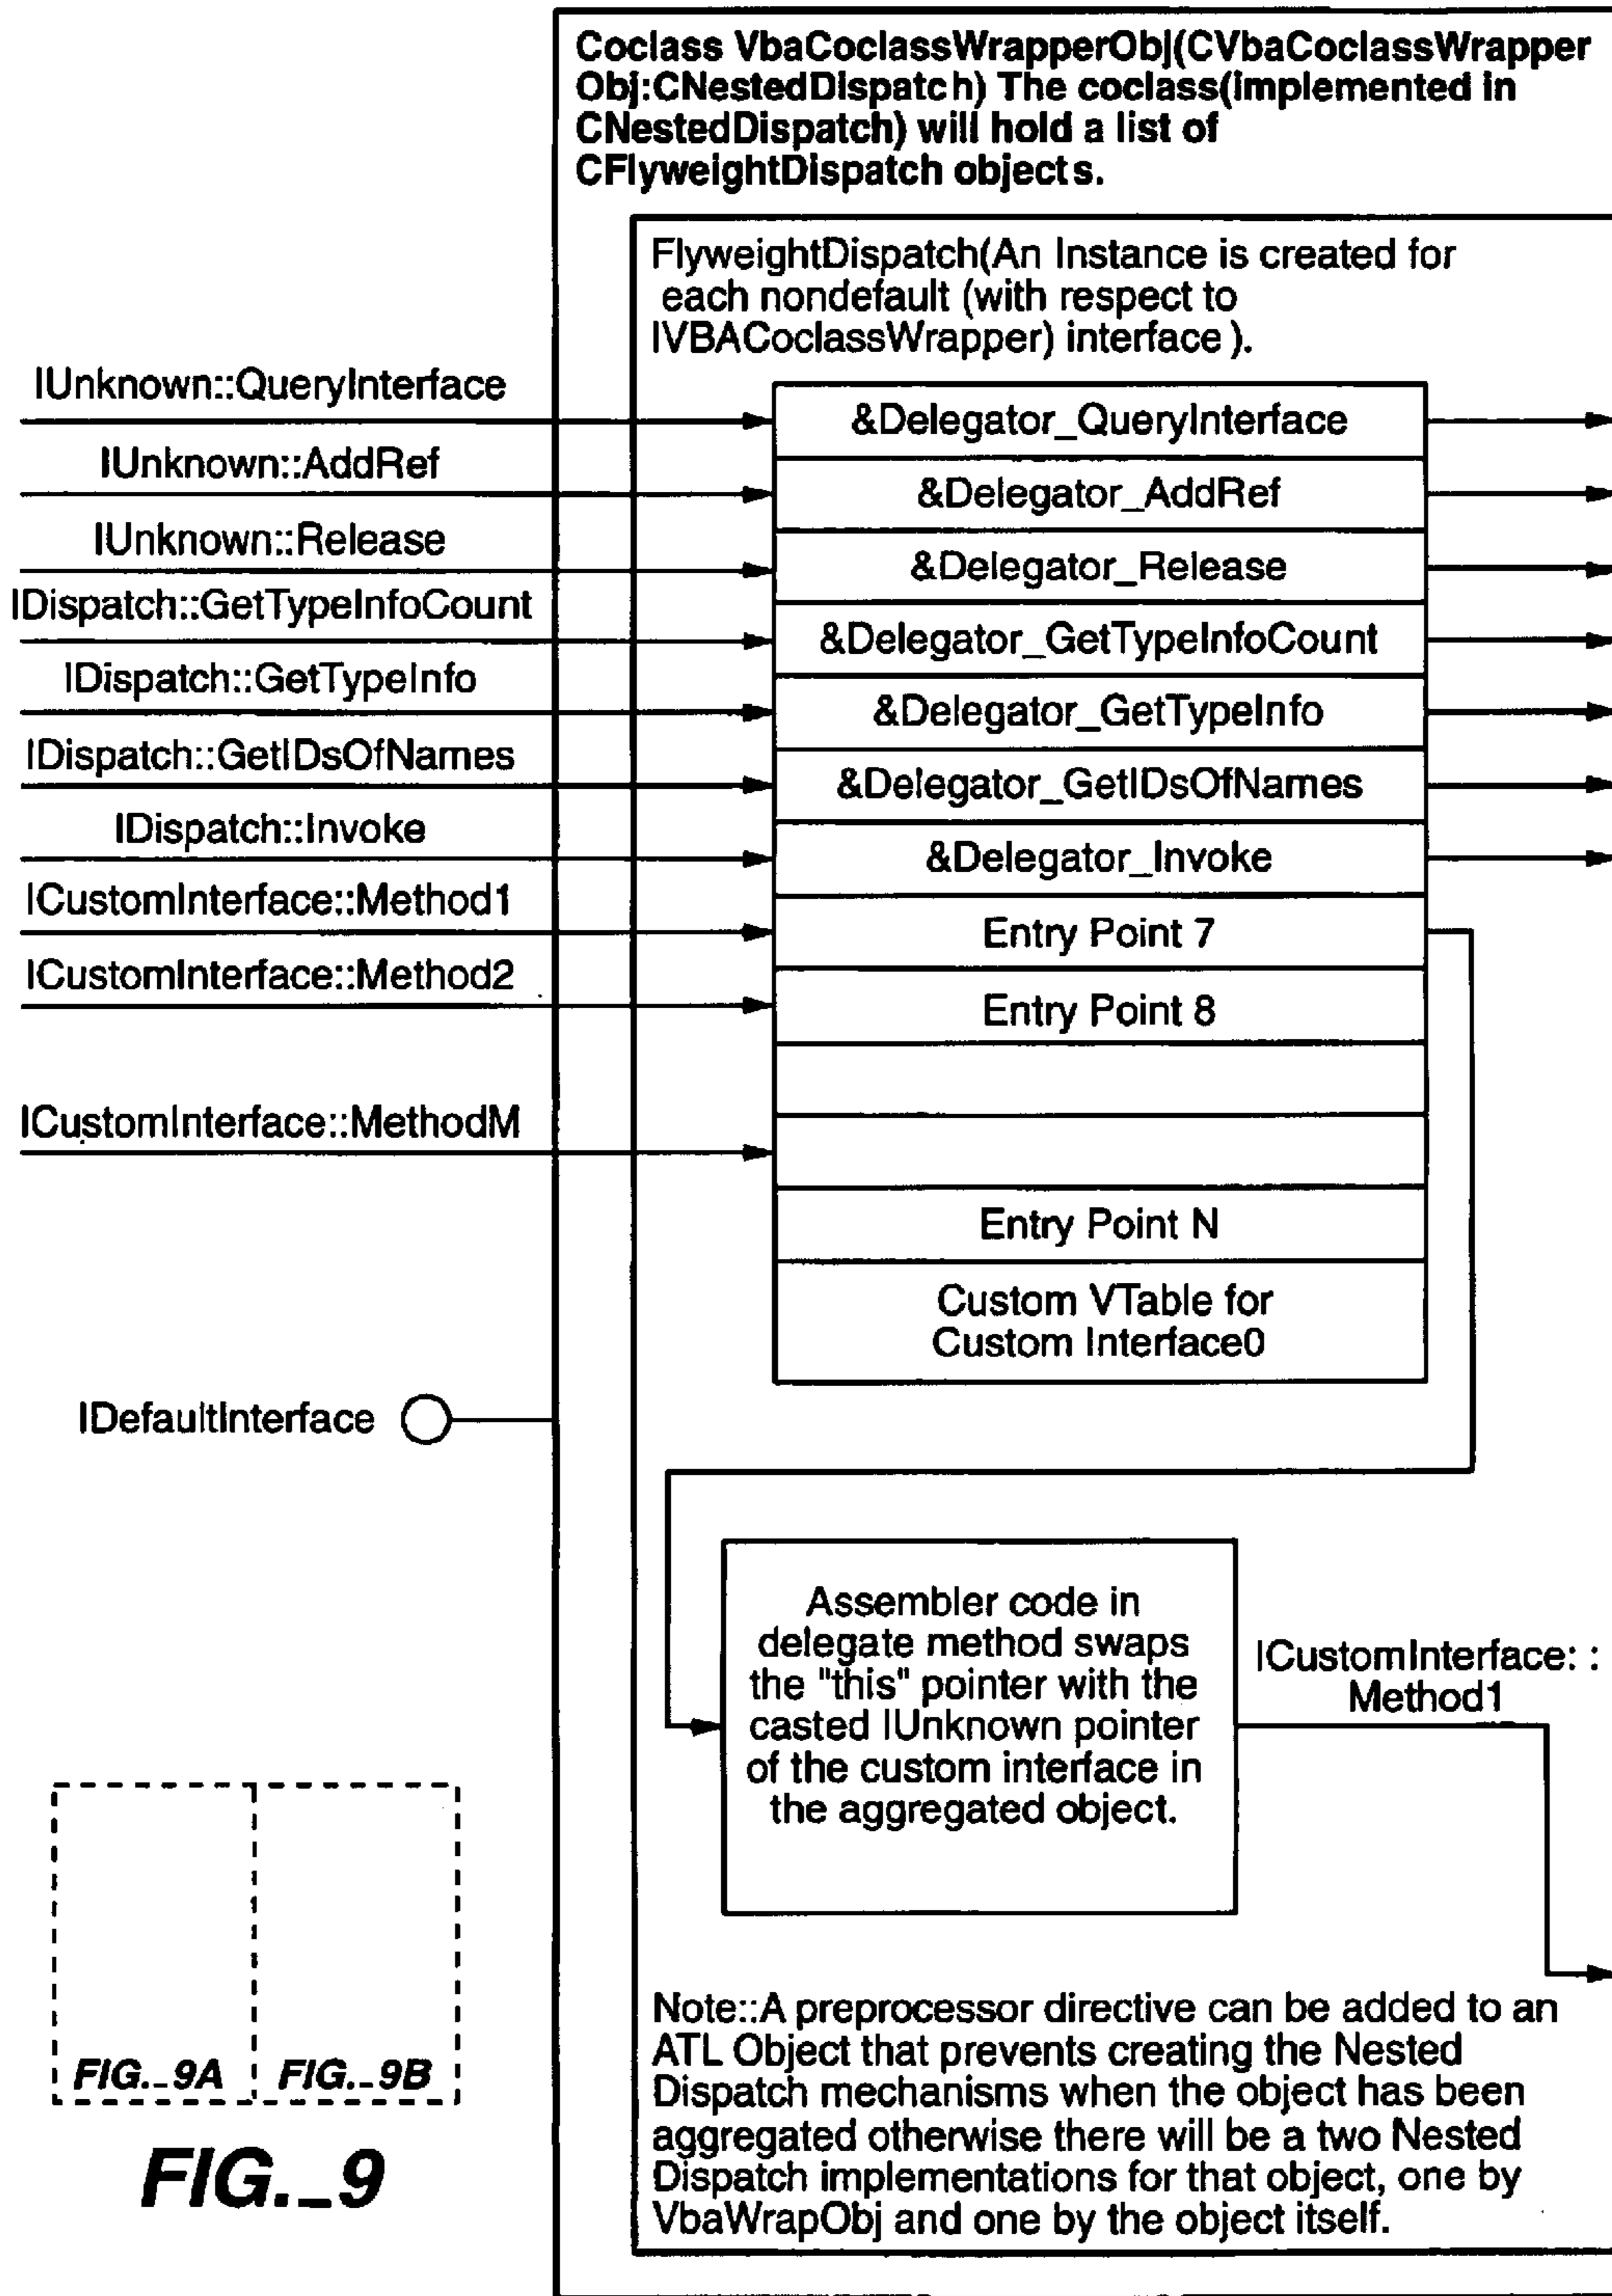 Coclass VbaCoclassWrapperObj(CVbaCoclassWrapper
Obj:CNestedDispatch) The coclass(implemented in
CNestedDispatch) will hold a list of
CFlyweightDispatch objects.
FlyweightDispatch(An Instance is created for
each nondefault (with respect to
IVBACoclassWrapper) interface ).
IUnknown::QueryInterface
&Delegator_QueryInterface
IUnknown::AddRef
&Delegator_AddRef
IUnknown::Release
&Delegator_Release
IDispatch::GetTypeInfoCount
&Delegator_GetTypeInfoCount
IDispatch::GetTypeInfo
&Delegator_GetTypeInfo
IDispatch::GetIDsOfNames
&Delegator_GetIDsOfNames
IDispatch::Invoke
&Delegator_Invoke
ICustomInterface::Method1
Entry Point 7
ICustomInterface::Method2
Entry Point 8
ICustomInterface::MethodM
Entry Point N
Custom VTable for
Custom Interface0
IDefaultInterface
Assembler code in
delegate method swaps
the "this" pointer with the
casted IUnknown pointer
of the custom interface in
the aggregated object.
ICustomInterface: :
Method1
Note::A preprocessor directive can be added to an
ATL Object that prevents creating the Nested
Dispatch mechanisms when the object has been
aggregated otherwise there will be a two Nested
Dispatch implementations for that object, one by
VbaWrapObj and one by the object itself.
FIG._9A
FIG._9B
FIG._9